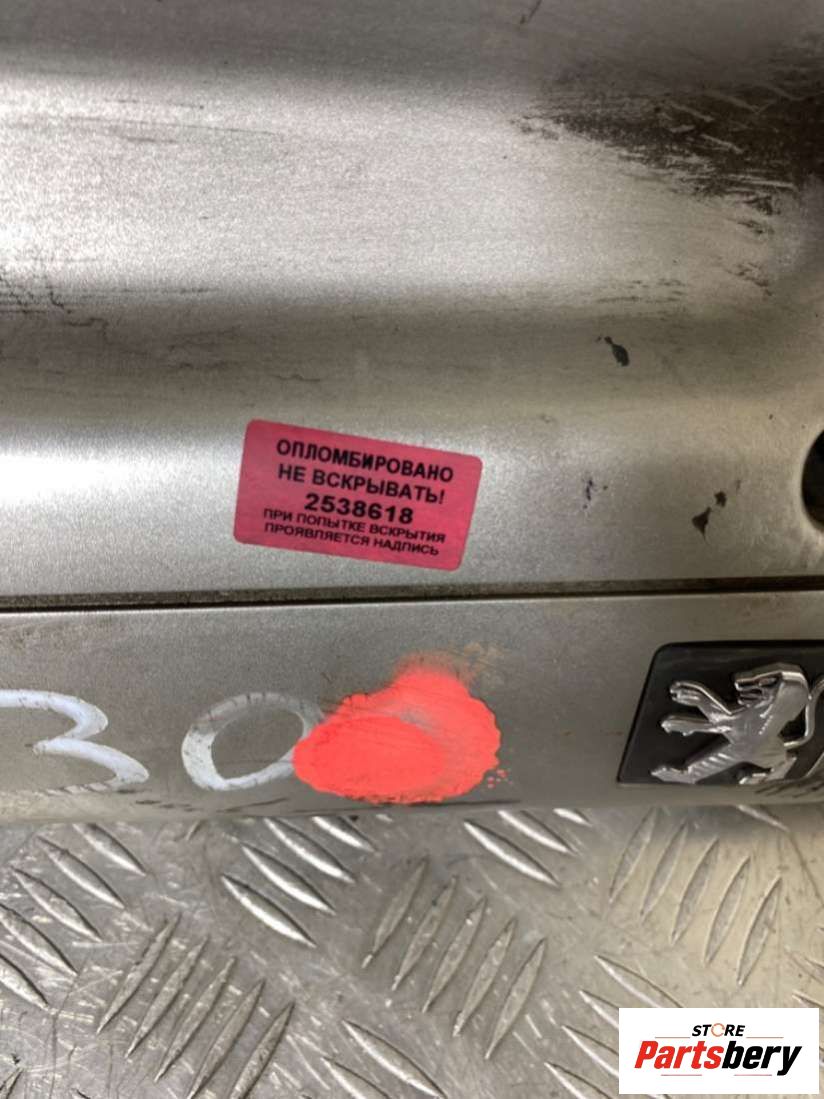 ОПЛОМБИРОВАНО
НЕ ВСКРЫВАТЬ!
2538618
ПРИ ПОПЫТКЕ ВСКРЫТИЯ
ПРОЯВЛЯЕТСЯ НАДПИСЬ
30
STORE
Partsbery